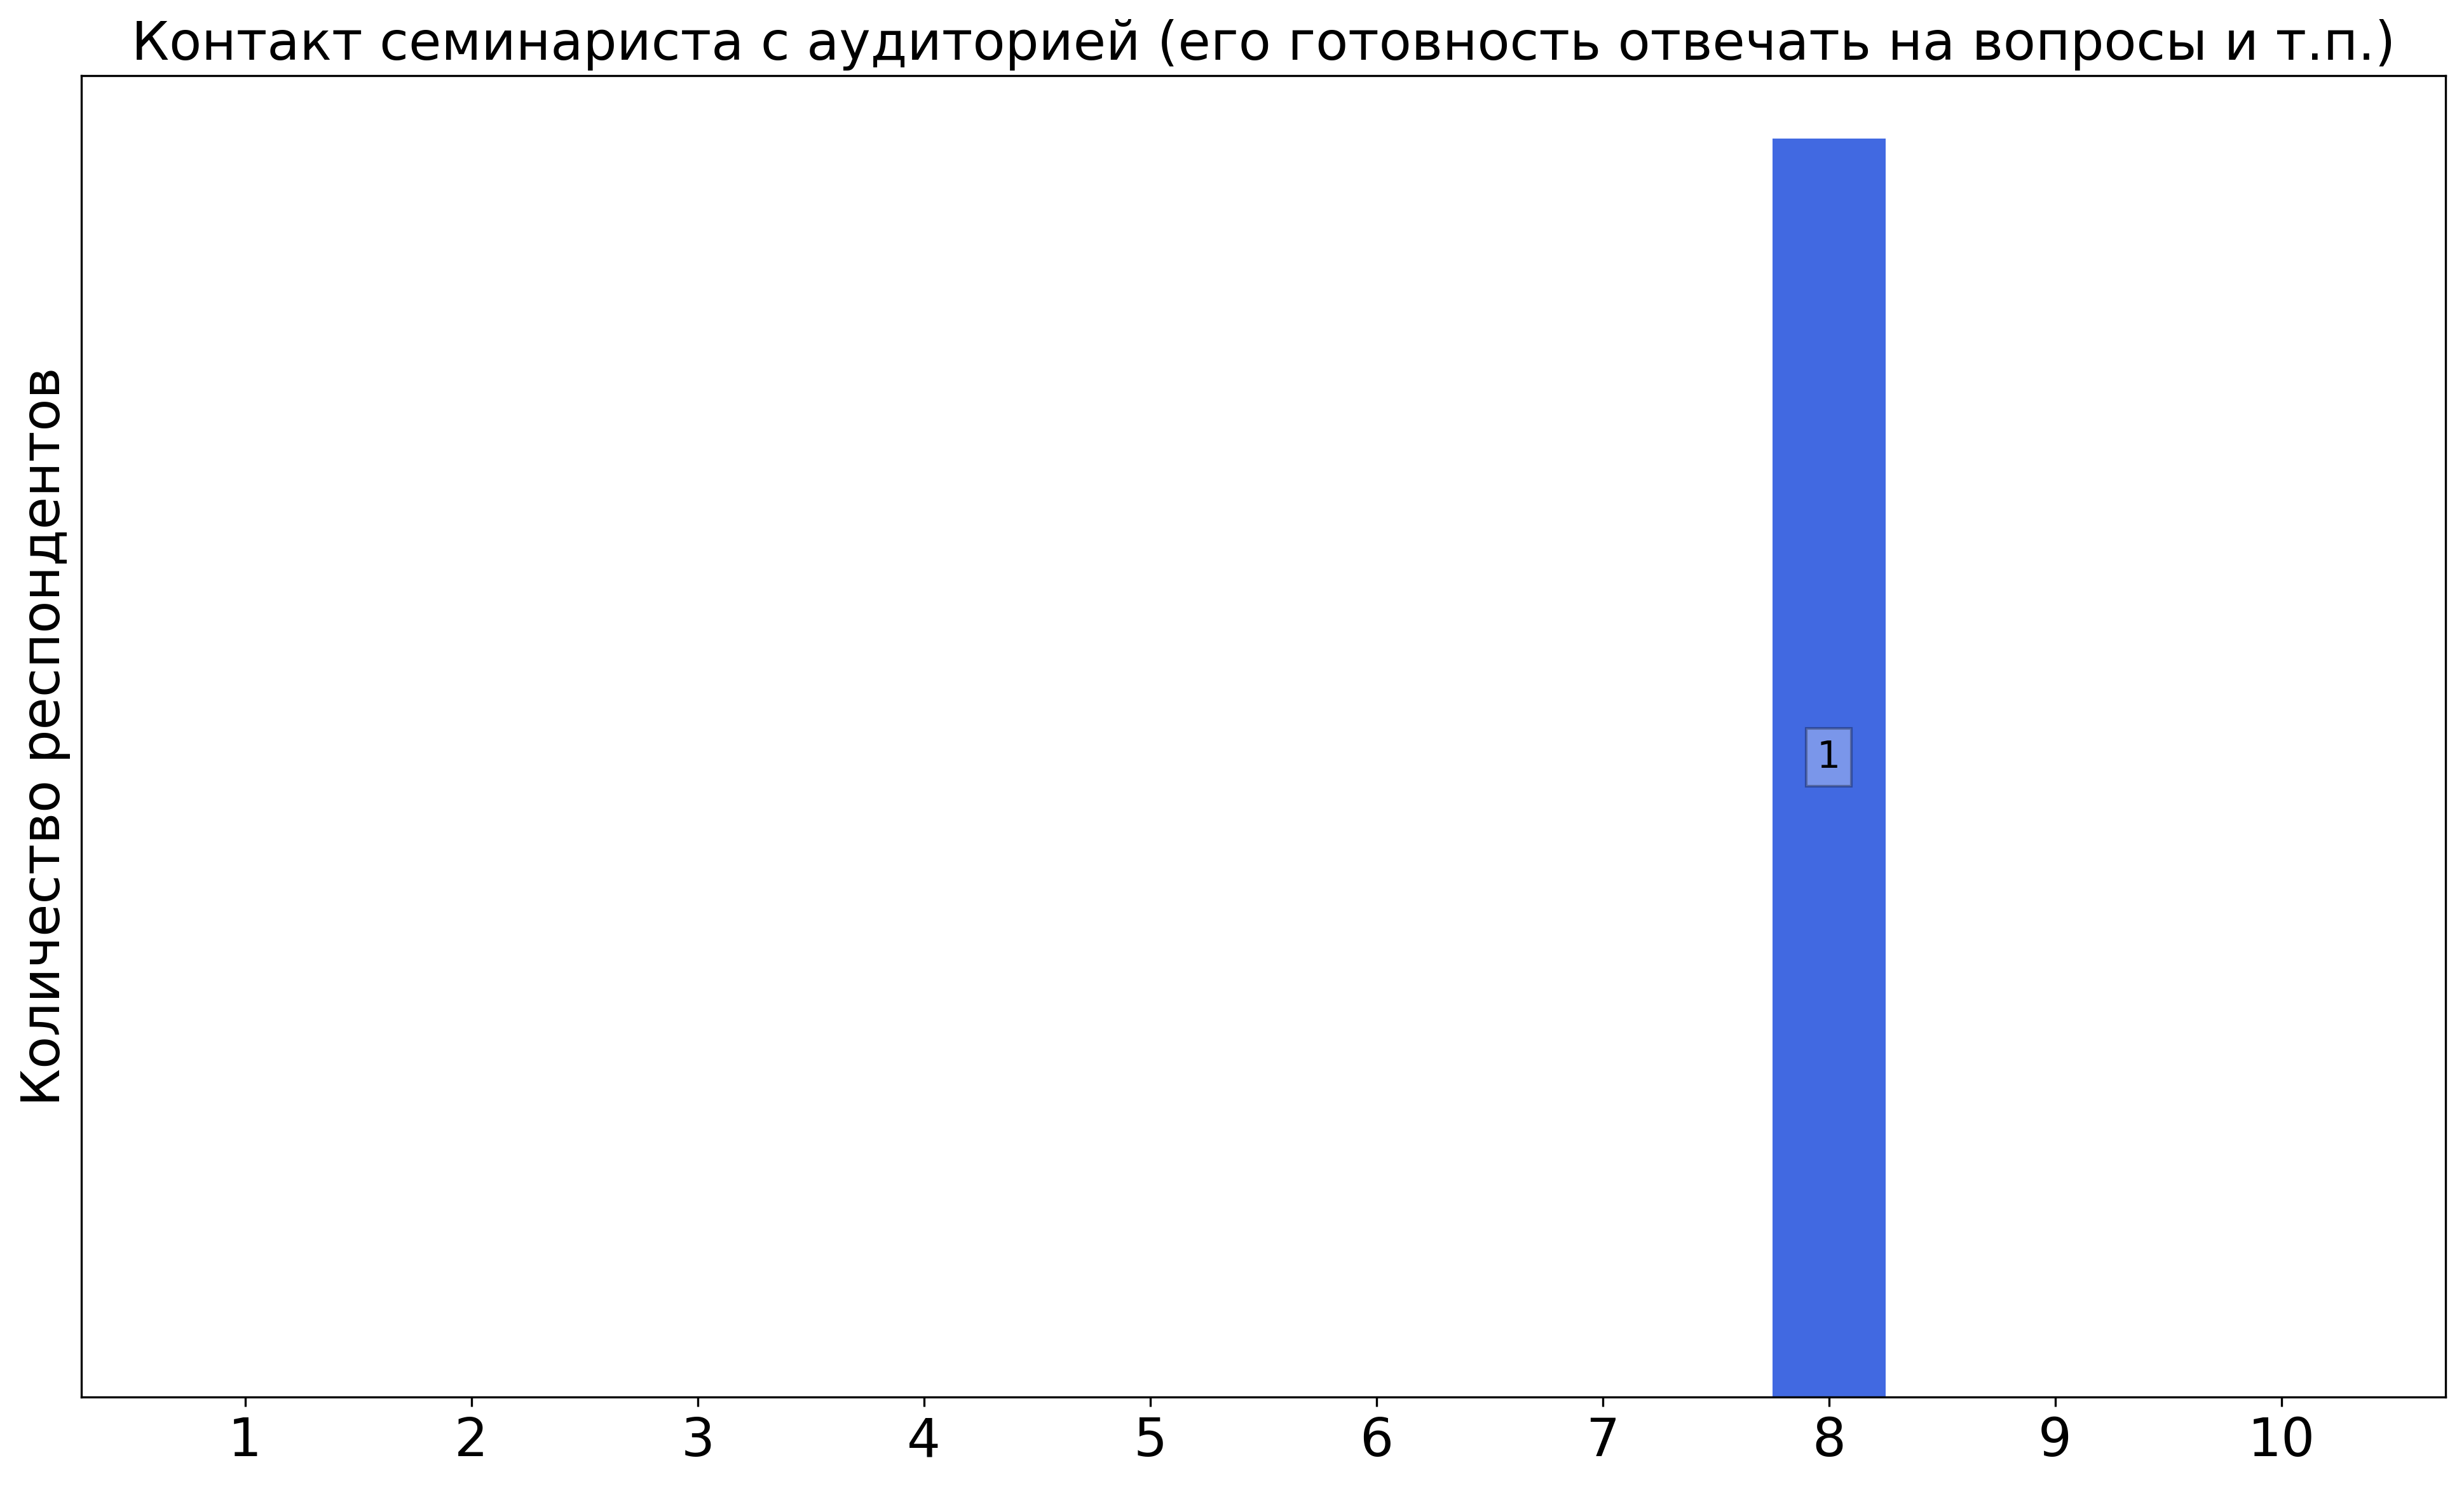 Контакт семинариста с аудиторией (его готовность отвечать на вопросы и т.п.)
Количество респондентов
1
1 2 3 4 5 6 7 8 9 10